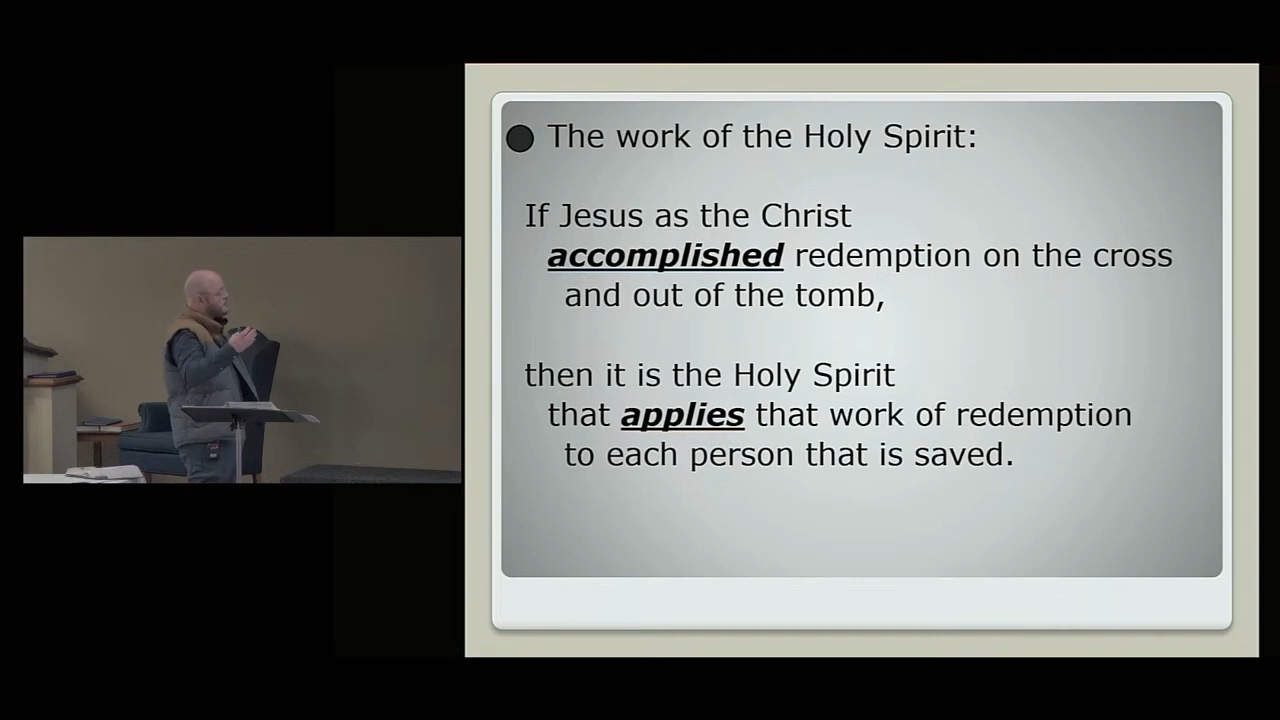 The work of the Holy Spirit:
If Jesus as the Christ
accomplished redemption on the cross
and out of the tomb,
then it is the Holy Spirit
that applies that work of redemption
to each person that is saved.